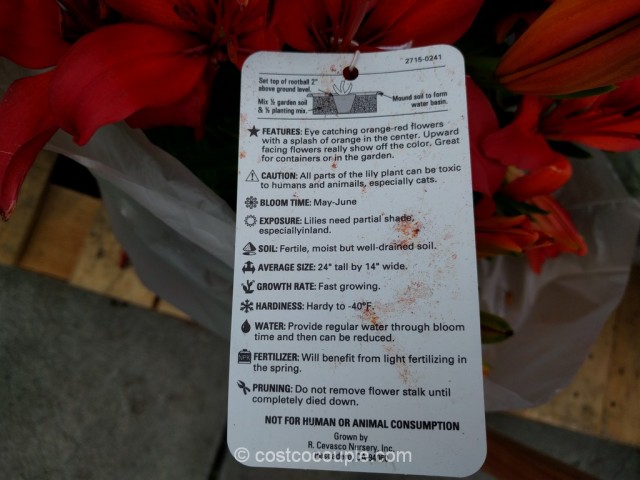 2715-0241
Set top of rootball 2"
above ground level.
Mix ½ garden soil
& ½ planting mix.
Mound soil to form
water basin.
FEATURES: Eye catching orange-red flowers
with a splash of orange in the center. Upward
facing flowers really show off the color. Great
for containers or in the garden.
CAUTION: All parts of the lily plant can be toxic
to humans and animals, especially cats.
BLOOM TIME: May-June
EXPOSURE: Lilies need partial shade,
especiallyinland.
SOIL: Fertile, moist but well-drained soil.
AVERAGE SIZE: 24" tall by 14" wide.
GROWTH RATE: Fast growing.
HARDINESS: Hardy to -40°F.
WATER: Provide regular water through bloom
time and then can be reduced.
FERTILIZER: Will benefit from light fertilizing in
the spring.
PRUNING: Do not remove flower stalk until
completely died down.
NOT FOR HUMAN OR ANIMAL CONSUMPTION
Grown by
R. Cevasco Nursery, Inc.
© costcocouple.com